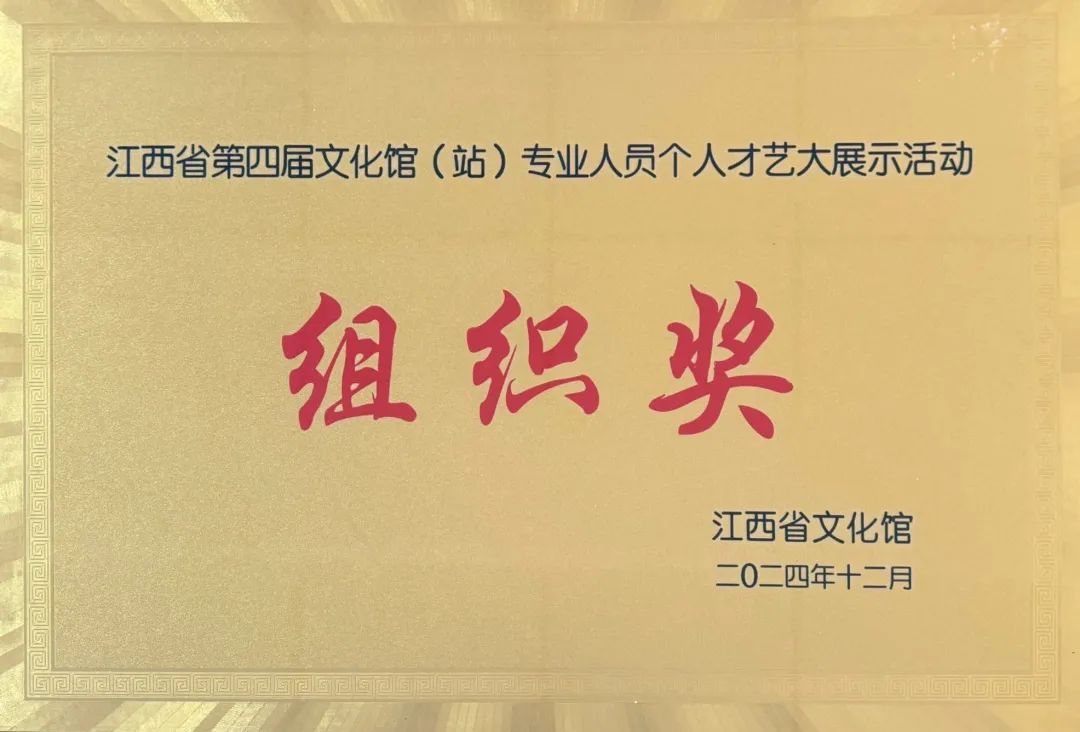 江西省第四届文化馆（站）专业人员个人才艺大展示活动
组织奖
江西省文化馆
二〇二四年十二月